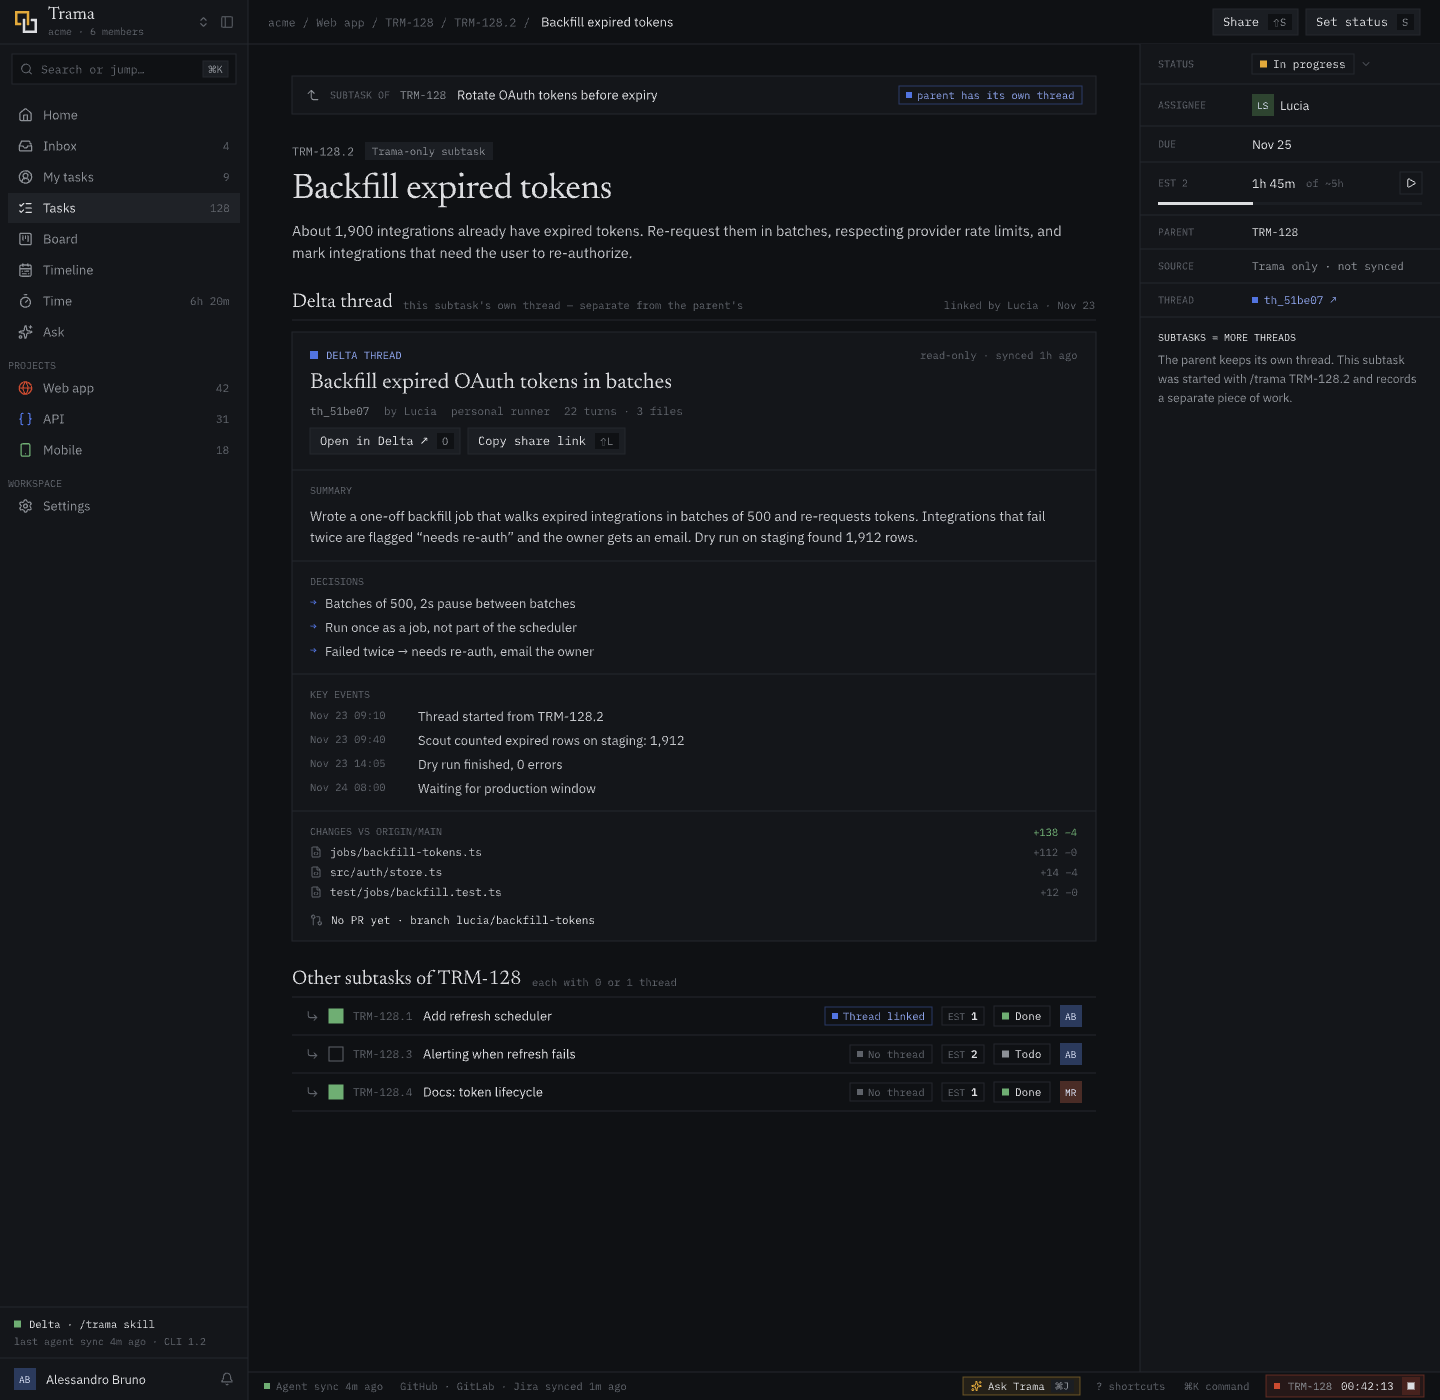 Trama
acme · 6 members
Search or jump… ⌘K
Home
Inbox 4
My tasks 9
Tasks 128
Board
Timeline
Time 6h 20m
Ask
PROJECTS
Web app 42
API 31
Mobile 18
WORKSPACE
Settings
Delta · /trama skill
last agent sync 4m ago · CLI 1.2
AB Alessandro Bruno
acme / Web app / TRM-128 / TRM-128.2 / Backfill expired tokens
Share ⇧S Set status S
SUBTASK OF TRM-128 Rotate OAuth tokens before expiry parent has its own thread
TRM-128.2 Trama-only subtask
Backfill expired tokens
About 1,900 integrations already have expired tokens. Re-request them in batches, respecting provider rate limits, and
mark integrations that need the user to re-authorize.
Delta thread this subtask's own thread — separate from the parent's linked by Lucia · Nov 23
DELTA THREAD read-only · synced 1h ago
Backfill expired OAuth tokens in batches
th_51be07 by Lucia personal runner 22 turns · 3 files
Open in Delta ↗ O Copy share link ⇧L
SUMMARY
Wrote a one-off backfill job that walks expired integrations in batches of 500 and re-requests tokens. Integrations that fail
twice are flagged “needs re-auth” and the owner gets an email. Dry run on staging found 1,912 rows.
DECISIONS
→ Batches of 500, 2s pause between batches
→ Run once as a job, not part of the scheduler
→ Failed twice → needs re-auth, email the owner
KEY EVENTS
Nov 23 09:10 Thread started from TRM-128.2
Nov 23 09:40 Scout counted expired rows on staging: 1,912
Nov 23 14:05 Dry run finished, 0 errors
Nov 24 08:00 Waiting for production window
CHANGES VS ORIGIN/MAIN +138 −4
jobs/backfill-tokens.ts +112 −0
src/auth/store.ts +14 −4
test/jobs/backfill.test.ts +12 −0
No PR yet · branch lucia/backfill-tokens
Other subtasks of TRM-128 each with 0 or 1 thread
TRM-128.1 Add refresh scheduler Thread linked EST 1 Done AB
TRM-128.3 Alerting when refresh fails No thread EST 2 Todo AB
TRM-128.4 Docs: token lifecycle No thread EST 1 Done MR
STATUS In progress
ASSIGNEE LS Lucia
DUE Nov 25
EST 2 1h 45m of ~5h
PARENT TRM-128
SOURCE Trama only · not synced
THREAD th_51be07 ↗
SUBTASKS = MORE THREADS
The parent keeps its own thread. This subtask
was started with /trama TRM-128.2 and records
a separate piece of work.
Agent sync 4m ago GitHub · GitLab · Jira synced 1m ago Ask Trama ⌘J ? shortcuts ⌘K command TRM-128 00:42:13